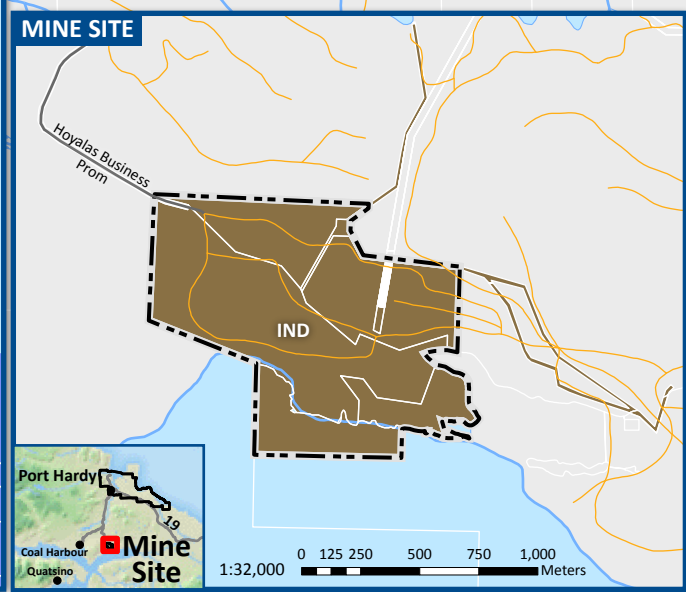 MINE SITE
Hoyalas Business
Prom
IND
Port Hardy
19
Coal Harbour
Mine
Site
Quatsino
1:32,000
0 125 250 500 750 1,000
Meters